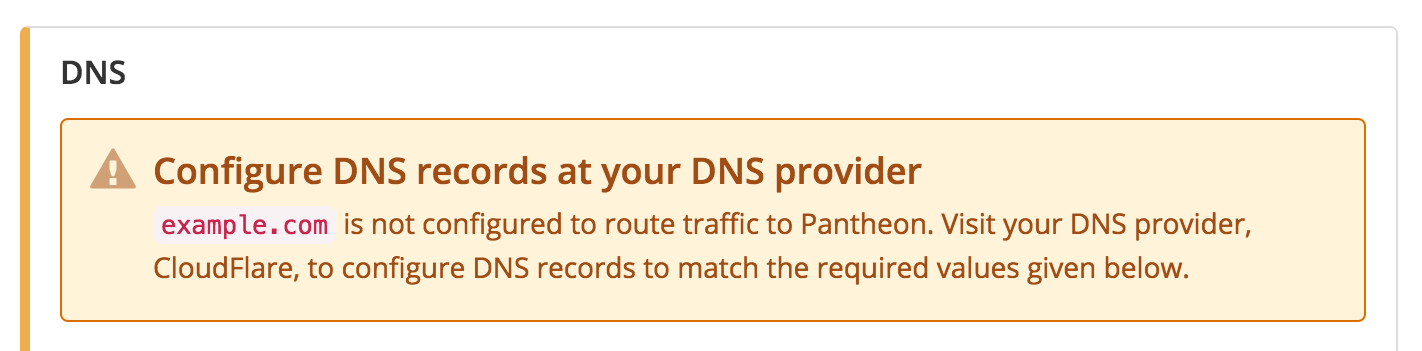 DNS
Configure DNS records at your DNS provider
example.com is not configured to route traffic to Pantheon. Visit your DNS provider,
CloudFlare, to configure DNS records to match the required values given below.